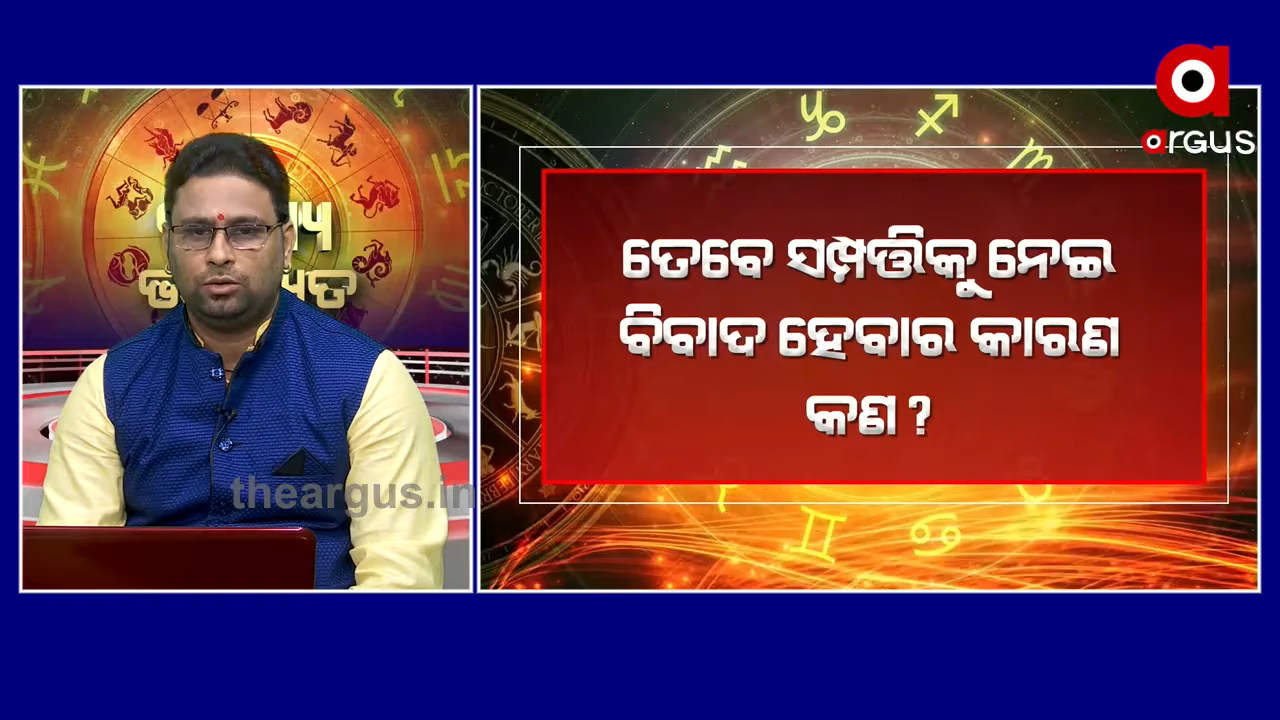 argus
ତେବେ ସମ୍ପତ୍ତିକୁ ନେଇ
ବିବାଦ ହେବାର କାରଣ
କଣ ?
theargus.in